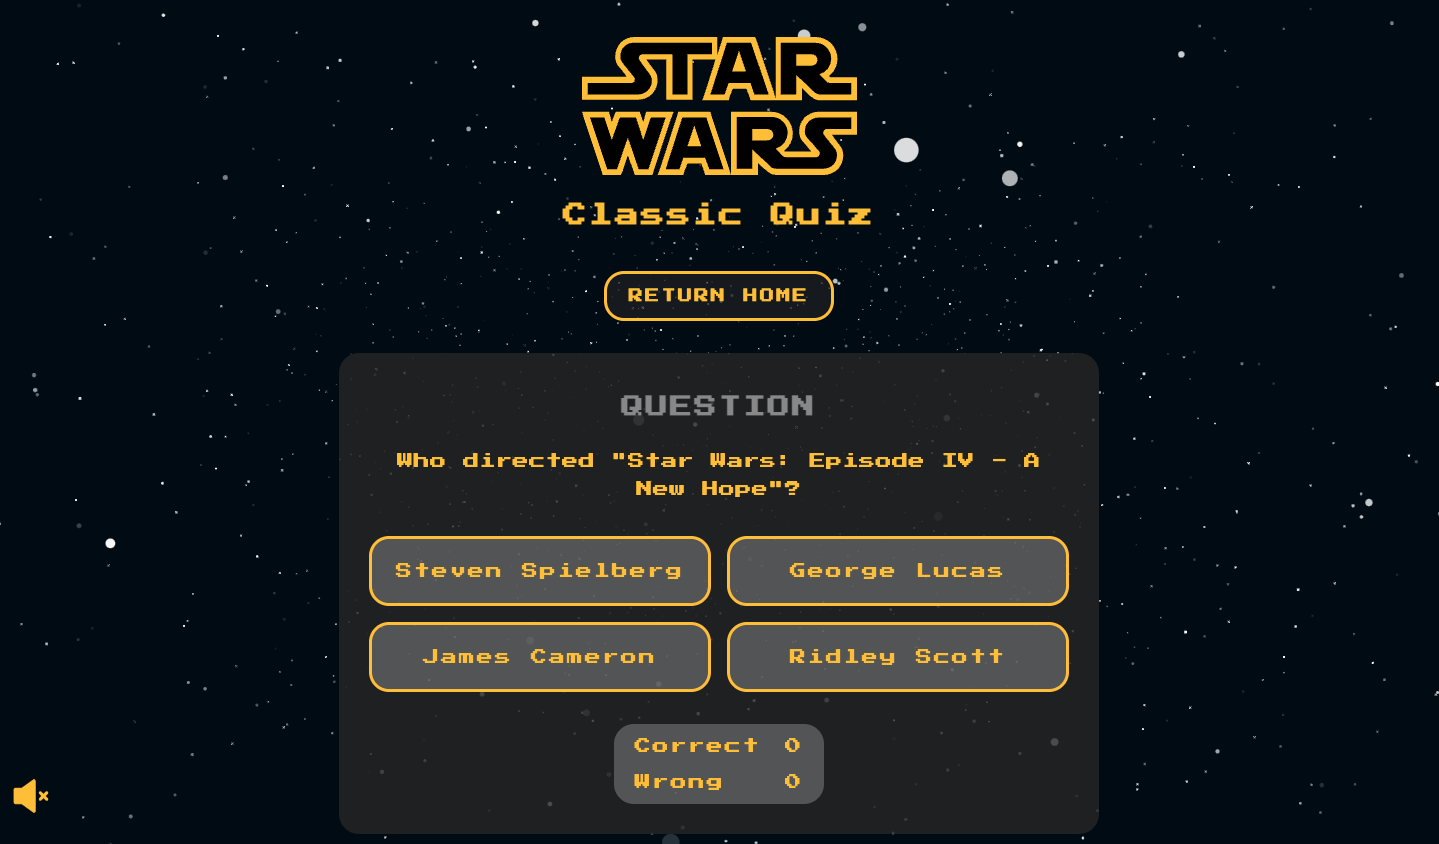 STAR
WARS
Classic Quiz
RETURN HOME
QUESTION
Who directed "Star Wars: Episode IV - A
New Hope"?
Steven Spielberg
George Lucas
James Cameron
Ridley Scott
Correct 0
Wrong 0